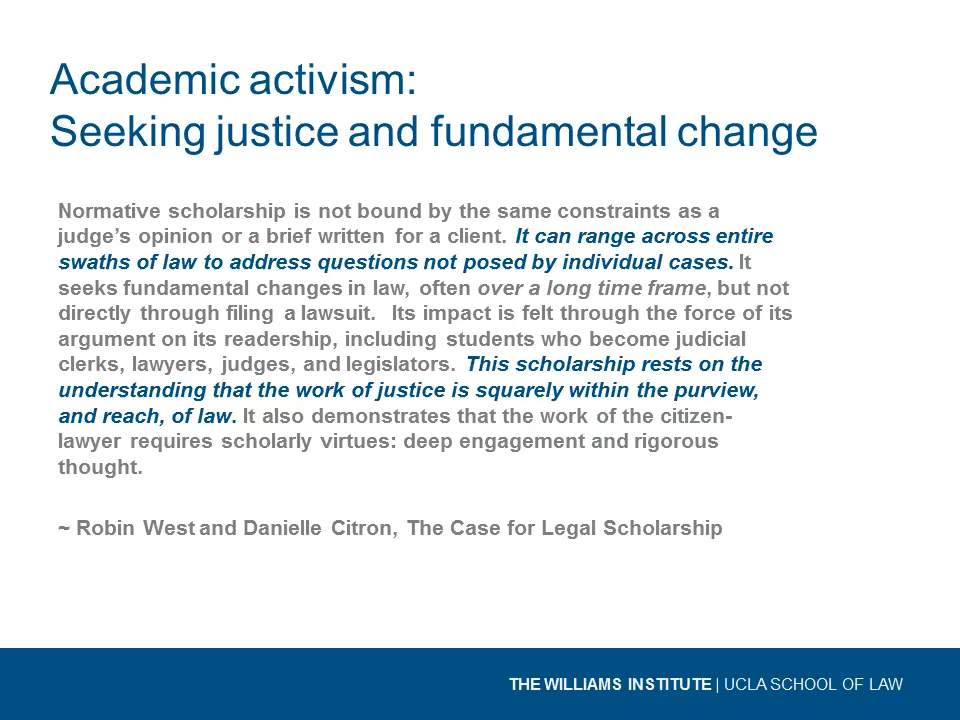 Academic activism:
Seeking justice and fundamental change
Normative scholarship is not bound by the same constraints as a
judge’s opinion or a brief written for a client. It can range across entire
swaths of law to address questions not posed by individual cases. It
seeks fundamental changes in law, often over a long time frame, but not
directly through filing a lawsuit. Its impact is felt through the force of its
argument on its readership, including students who become judicial
clerks, lawyers, judges, and legislators. This scholarship rests on the
understanding that the work of justice is squarely within the purview,
and reach, of law. It also demonstrates that the work of the citizen-
lawyer requires scholarly virtues: deep engagement and rigorous
thought.
~ Robin West and Danielle Citron, The Case for Legal Scholarship
THE WILLIAMS INSTITUTE | UCLA SCHOOL OF LAW